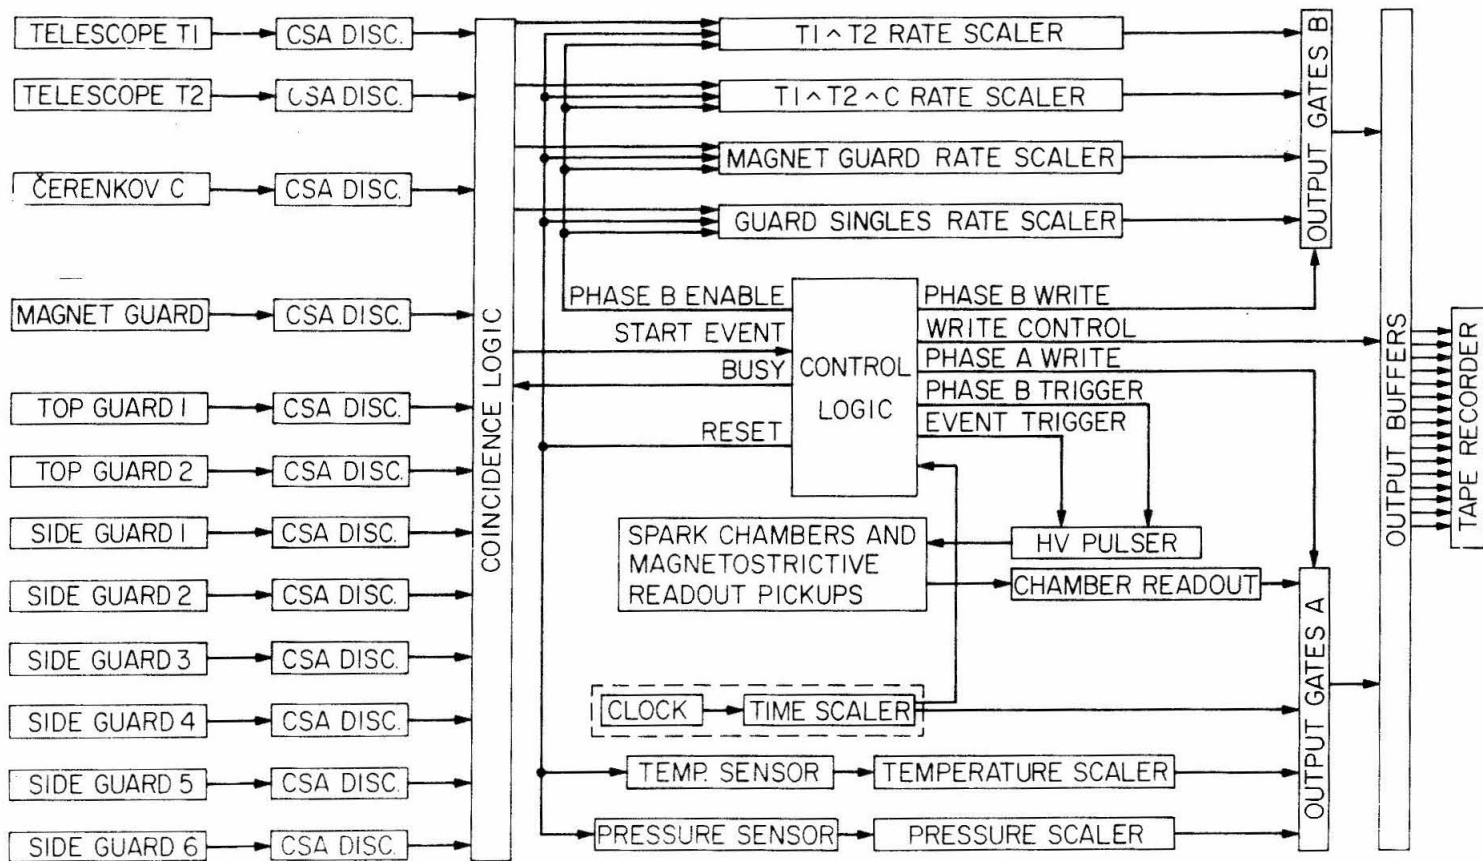 TELESCOPE T1
CSA DISC.
TELESCOPE T2
CSA DISC.
ČERENKOV C
CSA DISC.
MAGNET GUARD
CSA DISC.
TOP GUARD 1
CSA DISC.
TOP GUARD 2
CSA DISC.
SIDE GUARD 1
CSA DISC.
SIDE GUARD 2
CSA DISC.
SIDE GUARD 3
CSA DISC.
SIDE GUARD 4
CSA DISC.
SIDE GUARD 5
CSA DISC.
SIDE GUARD 6
CSA DISC.
COINCIDENCE LOGIC
T1 ^ T2 RATE SCALER
T1 ^ T2 ^ C RATE SCALER
MAGNET GUARD RATE SCALER
GUARD SINGLES RATE SCALER
PHASE B ENABLE
START EVENT
BUSY
RESET
CONTROL
LOGIC
PHASE B WRITE
WRITE CONTROL
PHASE A WRITE
PHASE B TRIGGER
EVENT TRIGGER
SPARK CHAMBERS AND
MAGNETOSTRICTIVE
READOUT PICKUPS
HV PULSER
CHAMBER READOUT
CLOCK
TIME SCALER
TEMP. SENSOR
TEMPERATURE SCALER
PRESSURE SENSOR
PRESSURE SCALER
OUTPUT GATES B
OUTPUT GATES A
OUTPUT BUFFERS
TAPE RECORDER